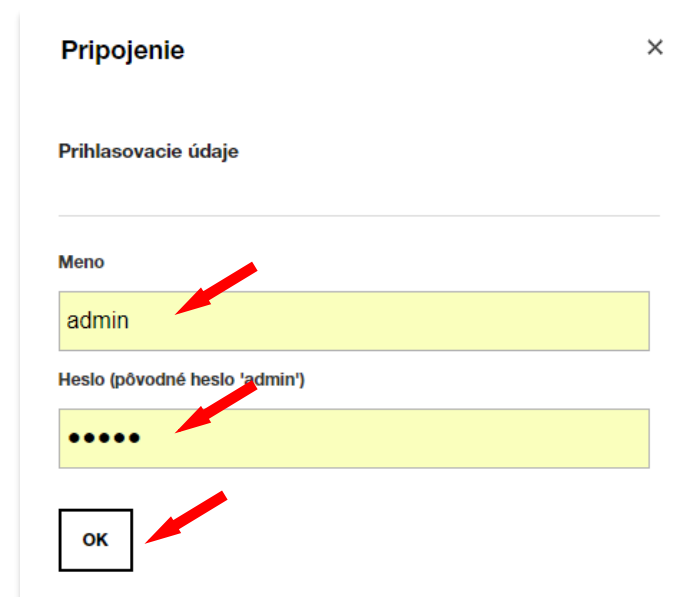 Pripojenie
Prihlasovacie údaje
Meno
admin
Heslo (pôvodné heslo 'admin')
●●●●●
OK